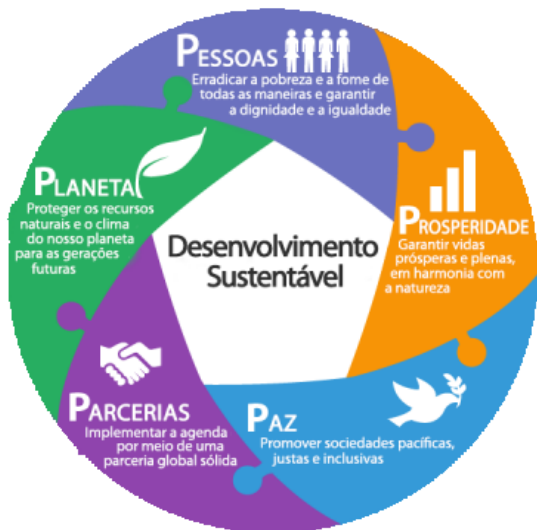 PESSOAS
Erradicar a pobreza e a fome de
todas as maneiras e garantir
a dignidade e a igualdade
PROSPERIDADE
Garantir vidas
prósperas e plenas,
em harmonia com
a natureza
PAZ
Promover sociedades pacíficas,
justas e inclusivas
PARCERIAS
Implementar a agenda
por meio de uma
parceria global sólida
PLANETA
Proteger os recursos
naturais e o clima
do nosso planeta
para as gerações
futuras
Desenvolvimento
Sustentável